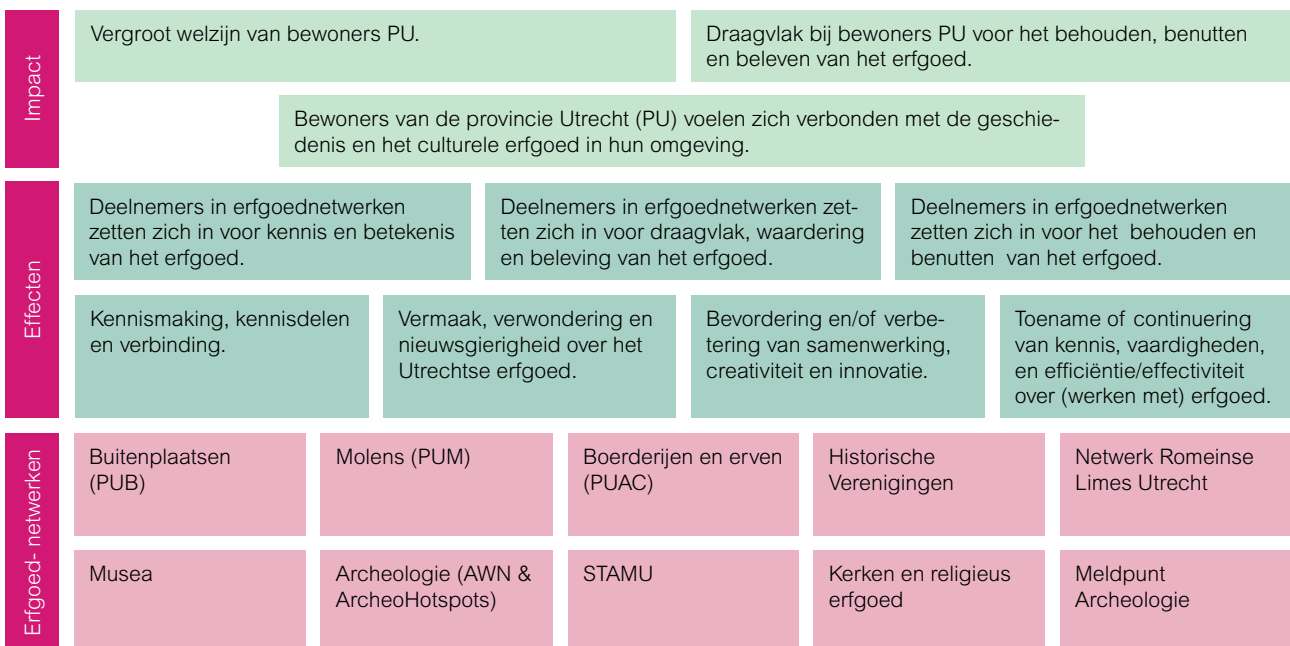 Impact
Vergroot welzijn van bewoners PU.
Draagvlak bij bewoners PU voor het behouden, benutten
en beleven van het erfgoed.
Bewoners van de provincie Utrecht (PU) voelen zich verbonden met de geschie-
denis en het culturele erfgoed in hun omgeving.
Effecten
Deelnemers in erfgoednetwerken
zetten zich in voor kennis en betekenis
van het erfgoed.
Deelnemers in erfgoednetwerken zet-
ten zich in voor draagvlak, waardering
en beleving van het erfgoed.
Deelnemers in erfgoednetwerken
zetten zich in voor het behouden en
benutten van het erfgoed.
Kennismaking, kennisdelen
en verbinding.
Vermaak, verwondering en
nieuwsgierigheid over het
Utrechtse erfgoed.
Bevordering en/of verbe-
tering van samenwerking,
creativiteit en innovatie.
Toename of continuering
van kennis, vaardigheden,
en efficiëntie/effectiviteit
over (werken met) erfgoed.
Erfgoed- netwerken
Buitenplaatsen
(PUB)
Molens (PUM)
Boerderijen en erven
(PUAC)
Historische
Verenigingen
Netwerk Romeinse
Limes Utrecht
Musea
Archeologie (AWN &
ArcheoHotspots)
STAMU
Kerken en religieus
erfgoed
Meldpunt
Archeologie